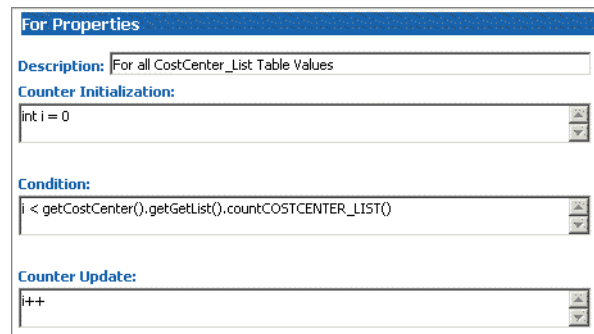 For Properties
Description: For all CostCenter_List Table Values
Counter Initialization:
int i = 0
Condition:
i < getCostCenter().getGetList().countCOSTCENTER_LIST()
Counter Update:
i++